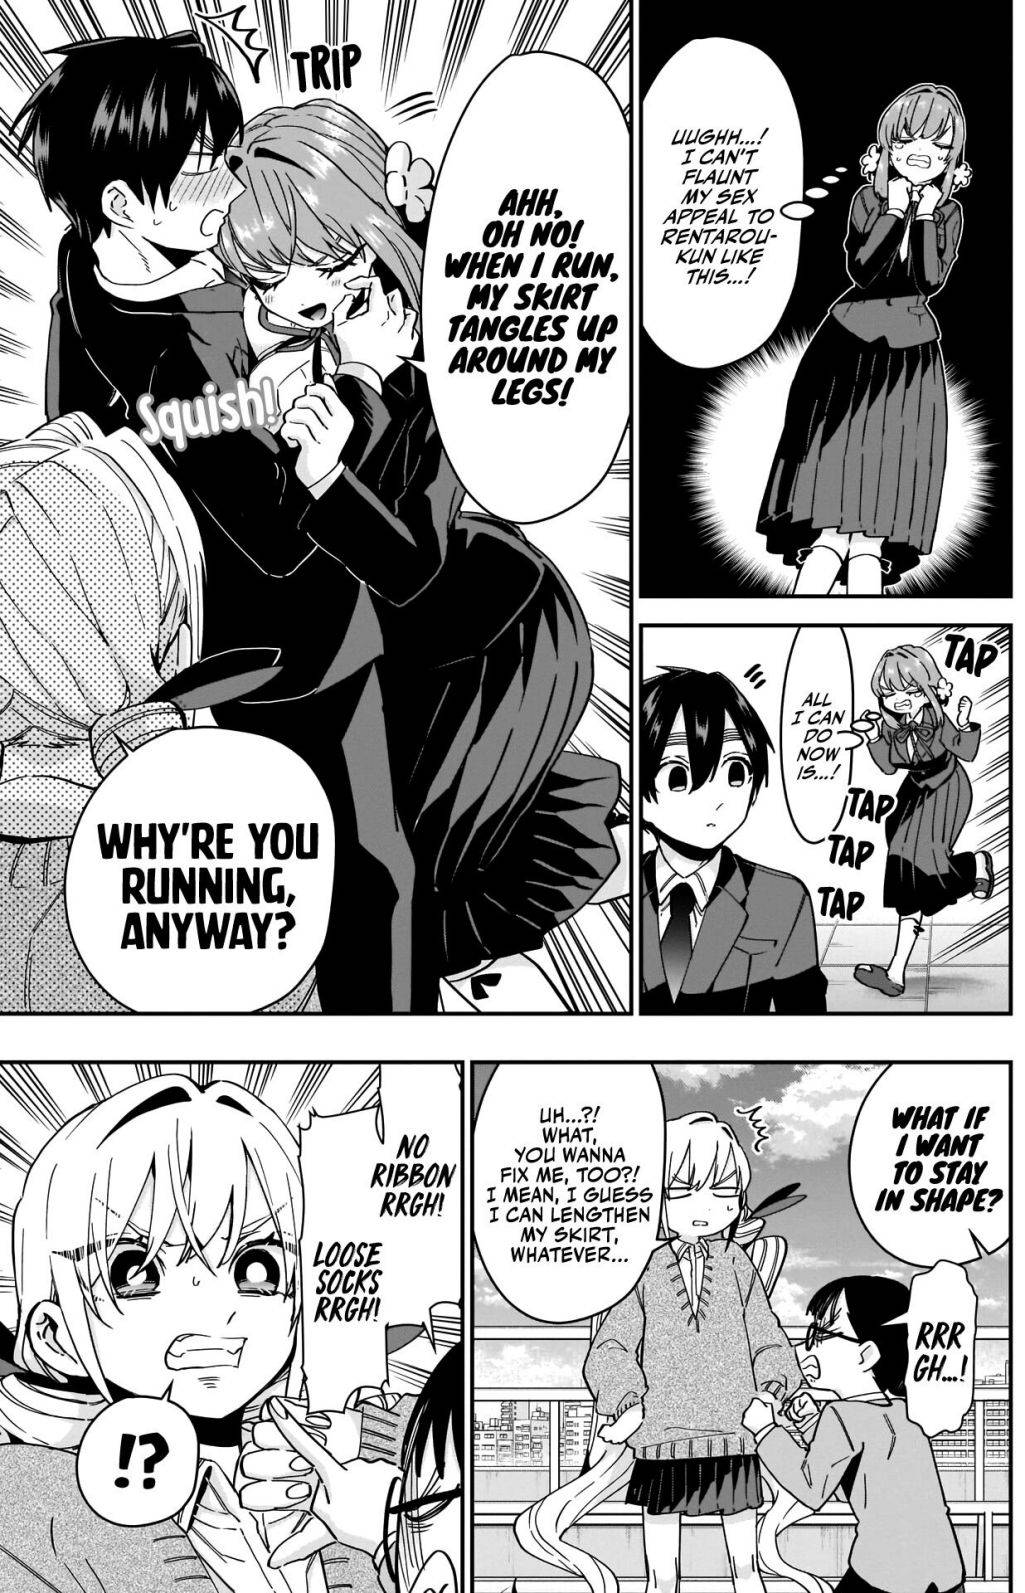 UUGHH...!
I CAN'T
FLAUNT
MY SEX
APPEAL TO
RENTAROU-
KUN LIKE
THIS...!
TRIP
AHH,
OH NO!
WHEN I RUN,
MY SKIRT
TANGLES UP
AROUND MY
LEGS!
Squish!
WHY'RE YOU
RUNNING,
ANYWAY?
TAP
ALL
I CAN
DO
NOW
IS...!
TAP
TAP
TAP
WHAT IF
I WANT
TO STAY
IN SHAPE?
RRR
GH...!
UH...?!
WHAT,
YOU WANNA
FIX ME, TOO?!
I MEAN, I GUESS
I CAN LENGTHEN
MY SKIRT,
WHATEVER...
NO
RIBBON
RRGH!
LOOSE
SOCKS
RRGH!
!?